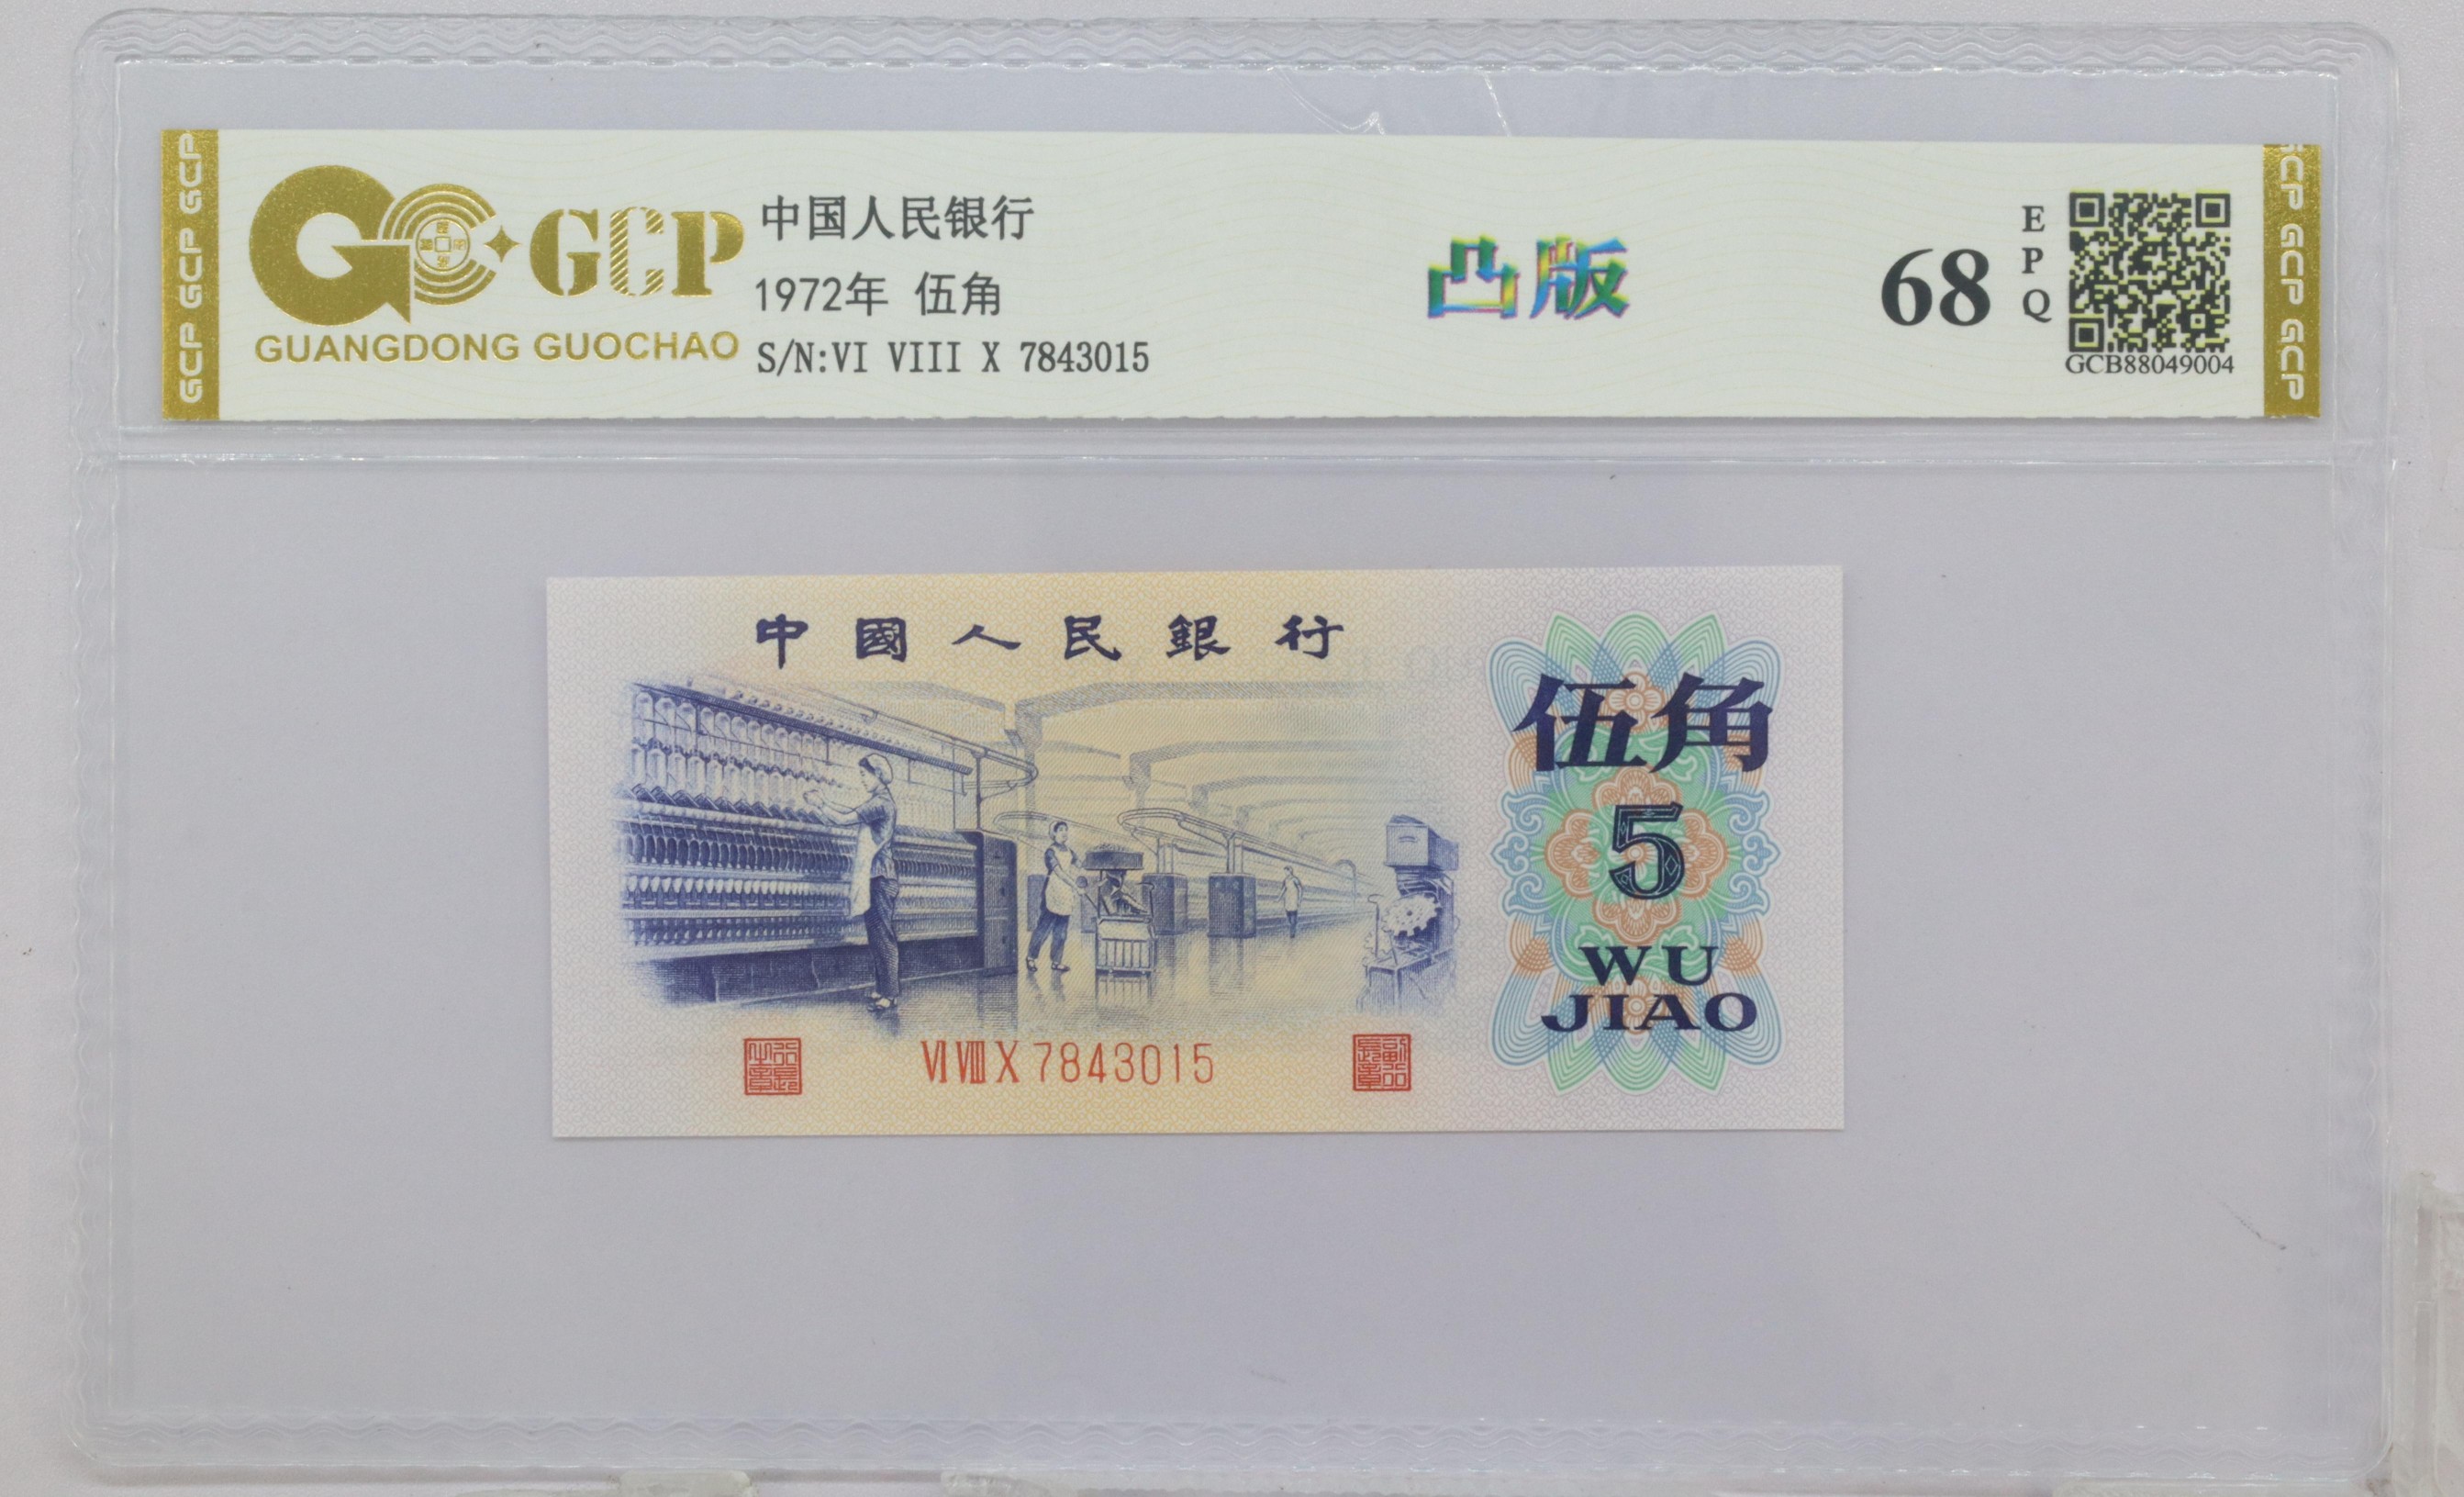 GCP GCP GCP
GCP
GUANGDONG GUOCHAO
中国人民银行
1972年 伍角
S/N:VI VIII X 7843015
凸版
68
EPQ
GCB88049004
GCP GCP GCP
中國人民銀行
伍角
5
WU
JIAO
VI VIII X 7843015